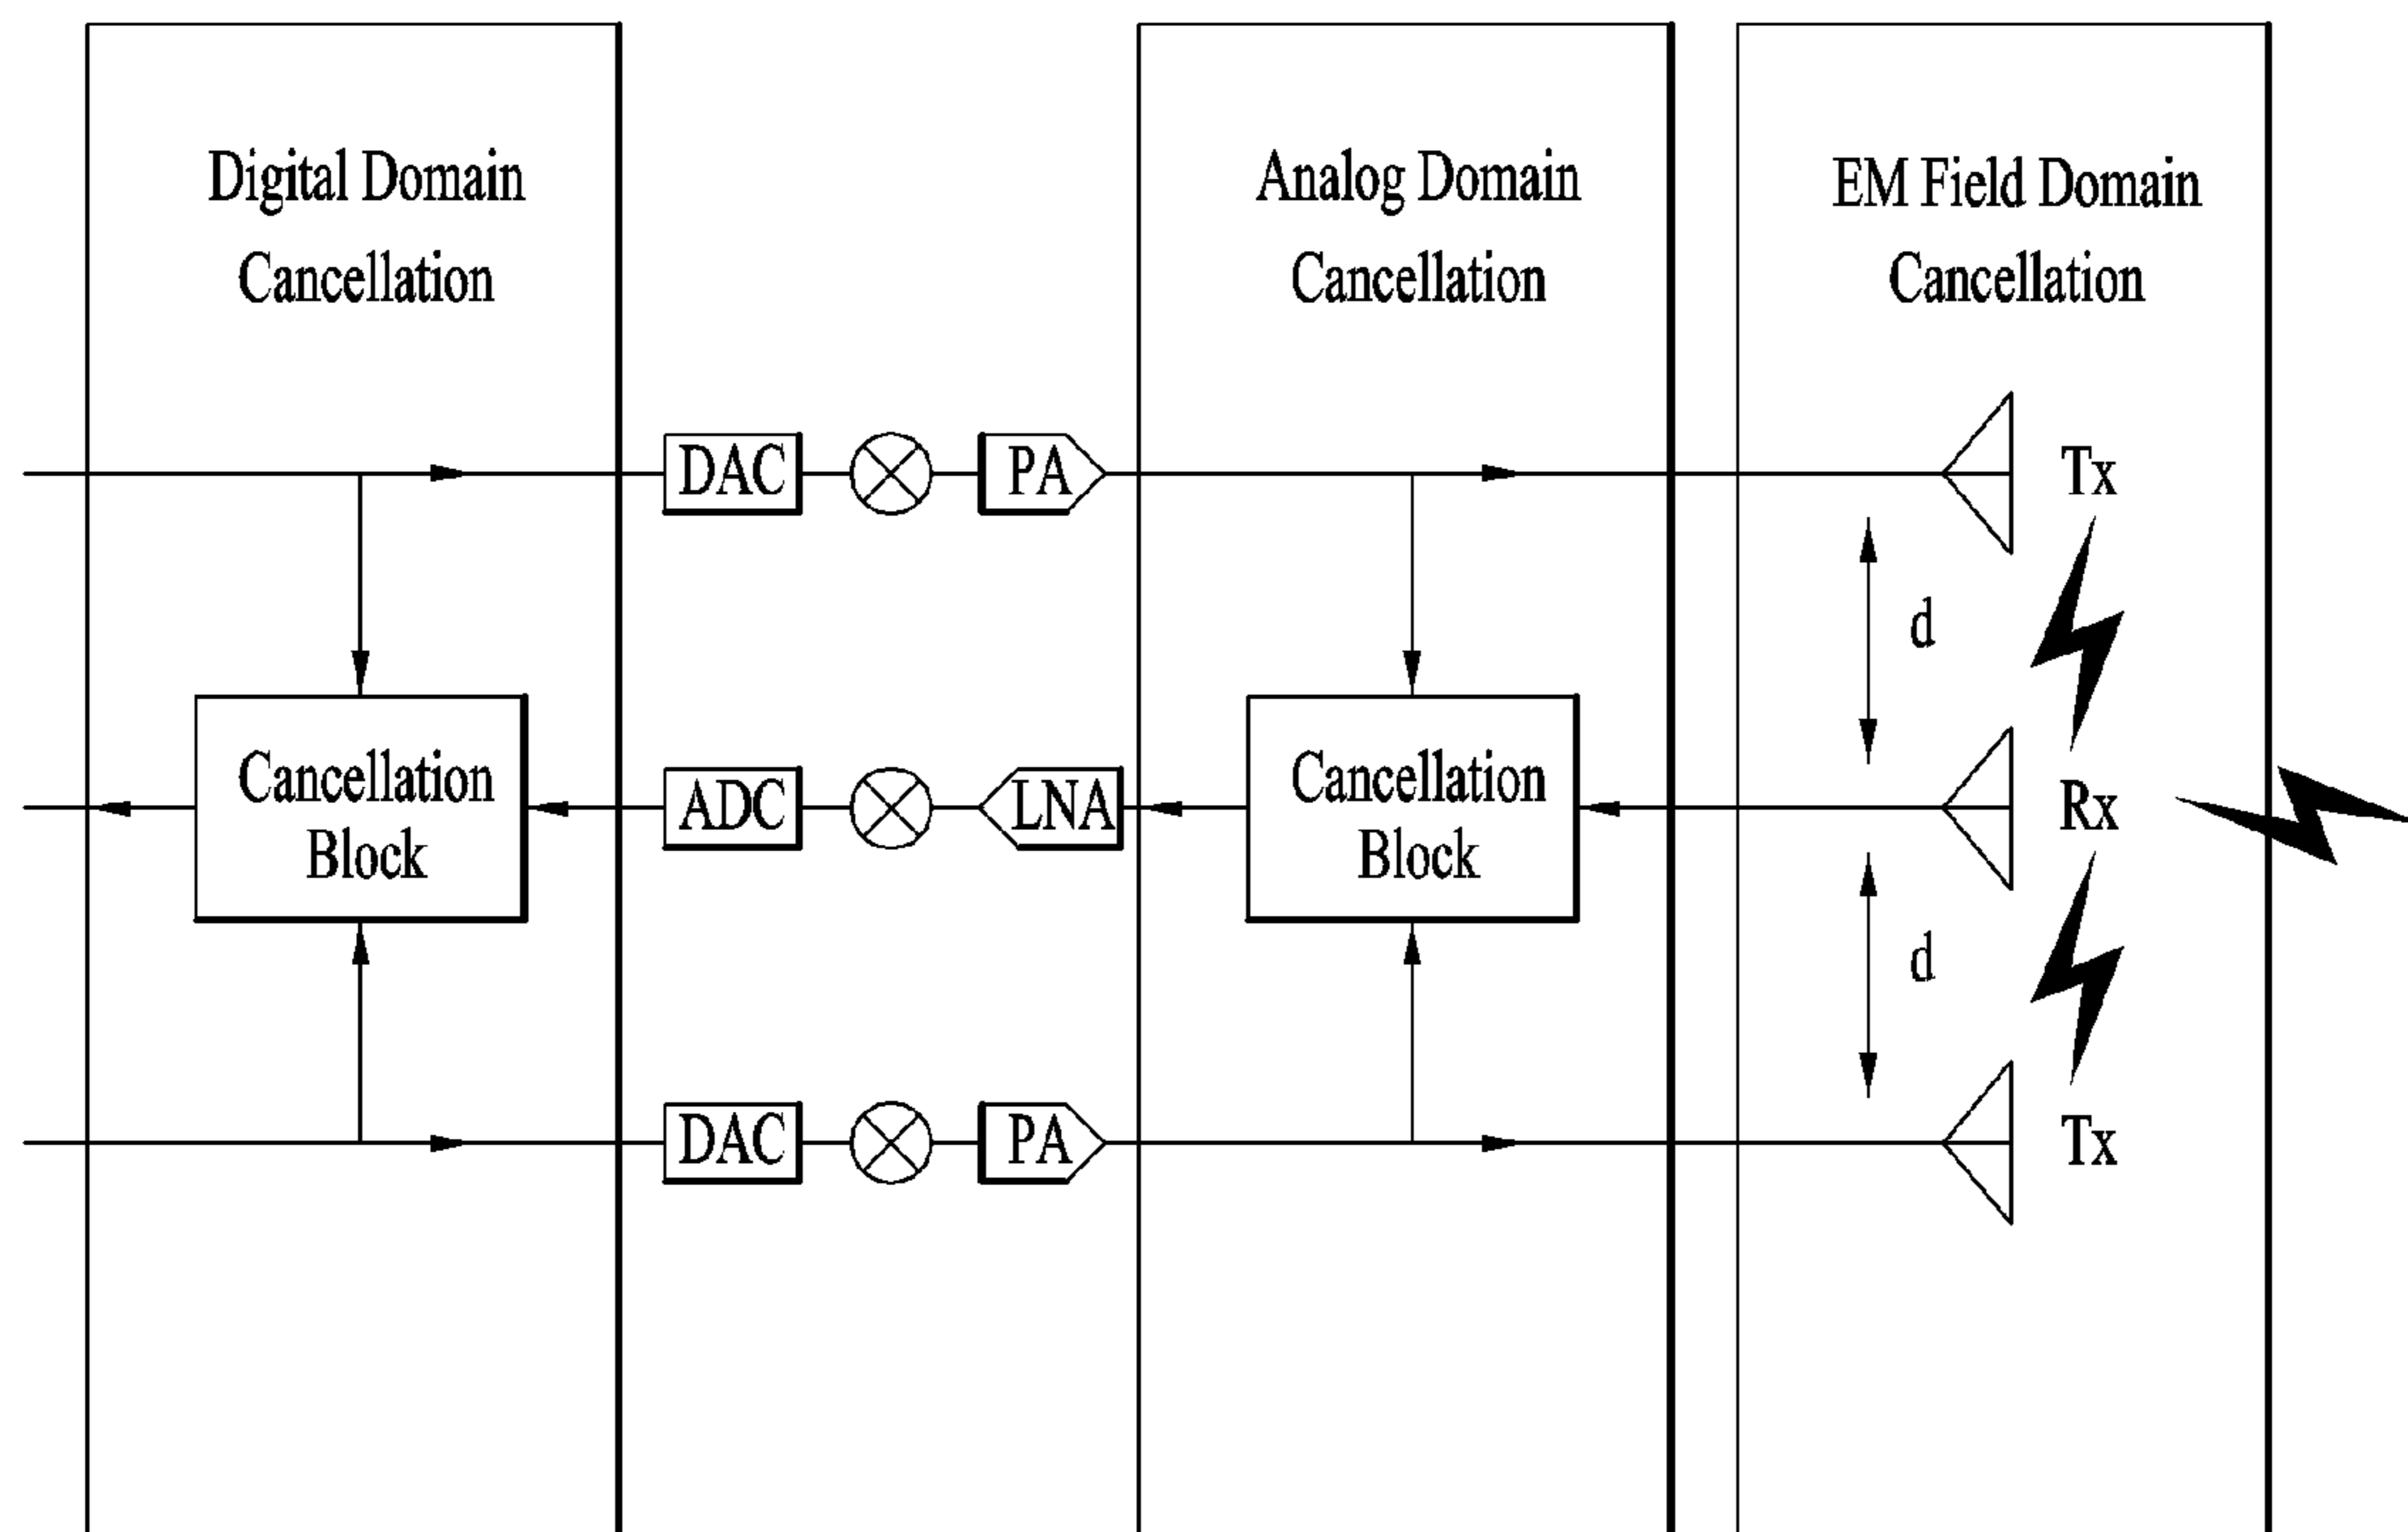 Digital Domain
Cancellation
Analog Domain
Cancellation
EM Field Domain
Cancellation
DAC
PA
Tx
d
Cancellation
Block
ADC
LNA
Cancellation
Block
Rx
d
DAC
PA
Tx